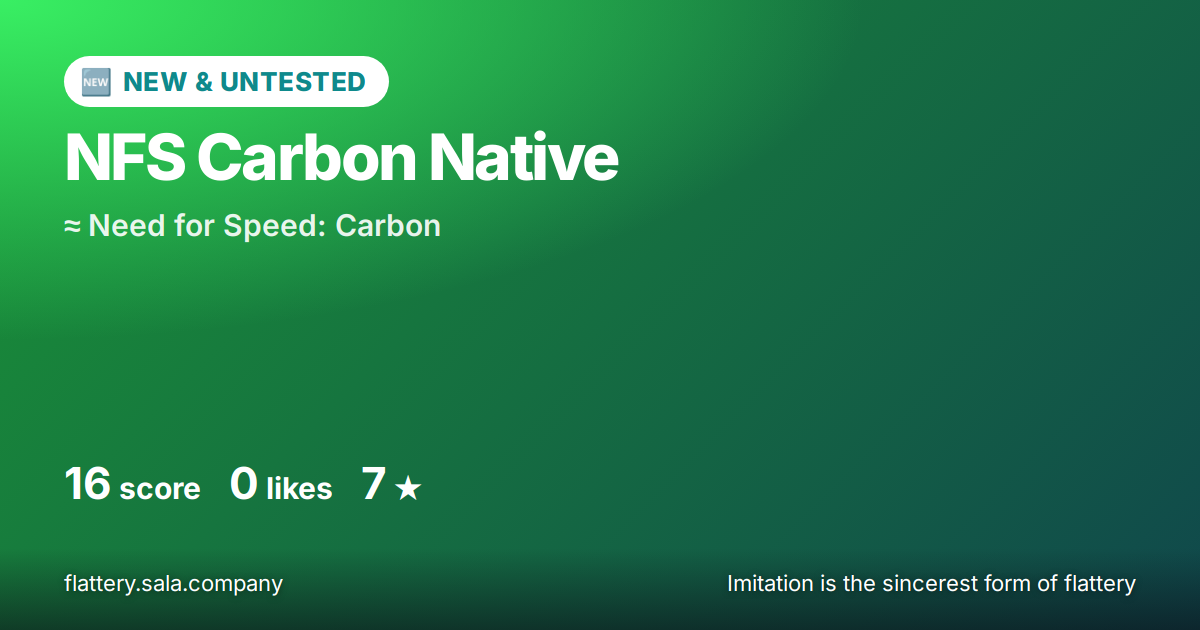 🆕 NEW & UNTESTED
NFS Carbon Native
≈ Need for Speed: Carbon
16 score 0 likes 7 ★
flattery.sala.company
Imitation is the sincerest form of flattery